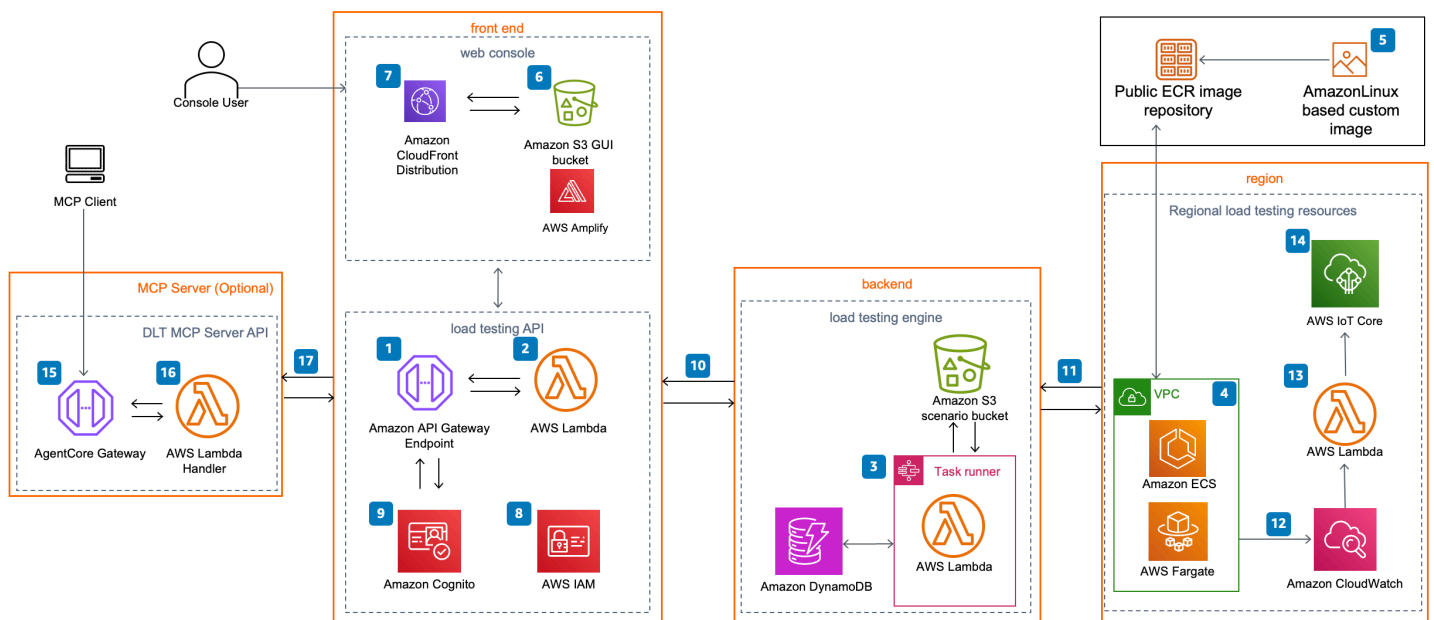 front end
web console
Console User
7
6
Amazon
CloudFront
Distribution
Amazon S3 GUI
bucket
AWS Amplify
5
Public ECR image
repository
AmazonLinux
based custom
image
MCP Client
MCP Server (Optional)
DLT MCP Server API
15
16
AgentCore Gateway
AWS Lambda
Handler
17
load testing API
1
2
Amazon API Gateway
Endpoint
AWS Lambda
9
8
Amazon Cognito
AWS IAM
10
backend
load testing engine
Amazon S3
scenario bucket
3
Task runner
AWS Lambda
Amazon DynamoDB
11
region
Regional load testing resources
14
AWS IoT Core
13
AWS Lambda
VPC
4
Amazon ECS
AWS Fargate
12
Amazon CloudWatch